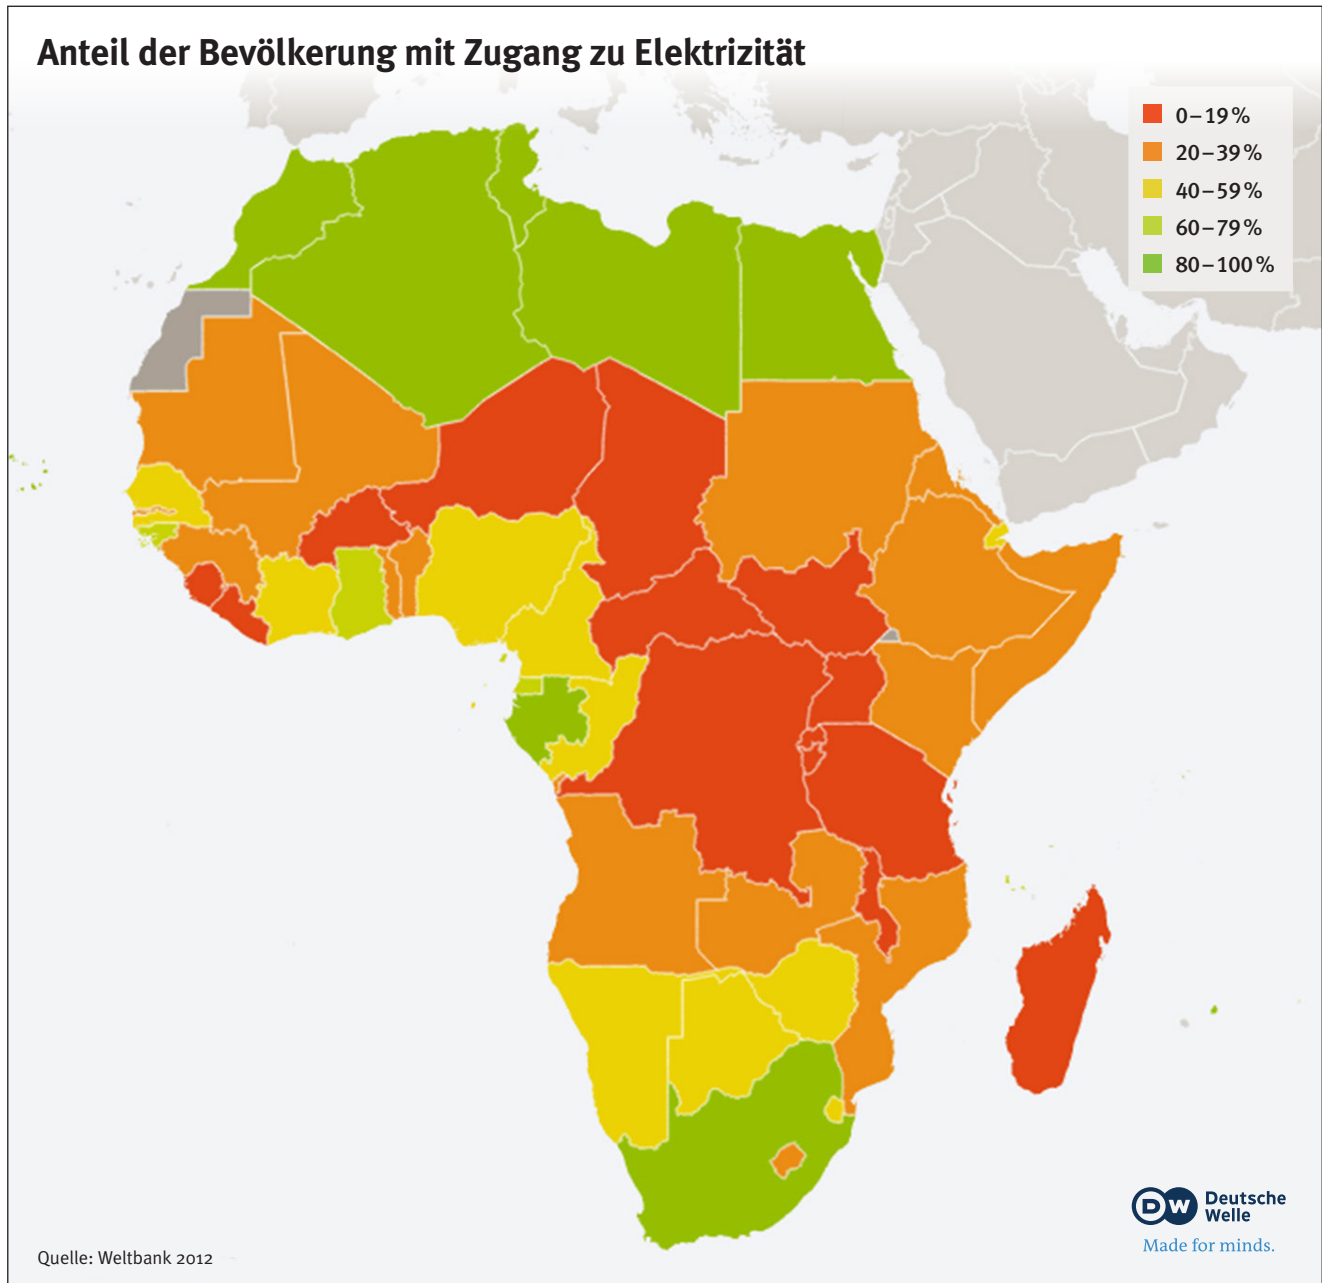 Anteil der Bevölkerung mit Zugang zu Elektrizität
0–19%
20–39%
40–59%
60–79%
80–100%
DW Deutsche
Welle
Made for minds.
Quelle: Weltbank 2012